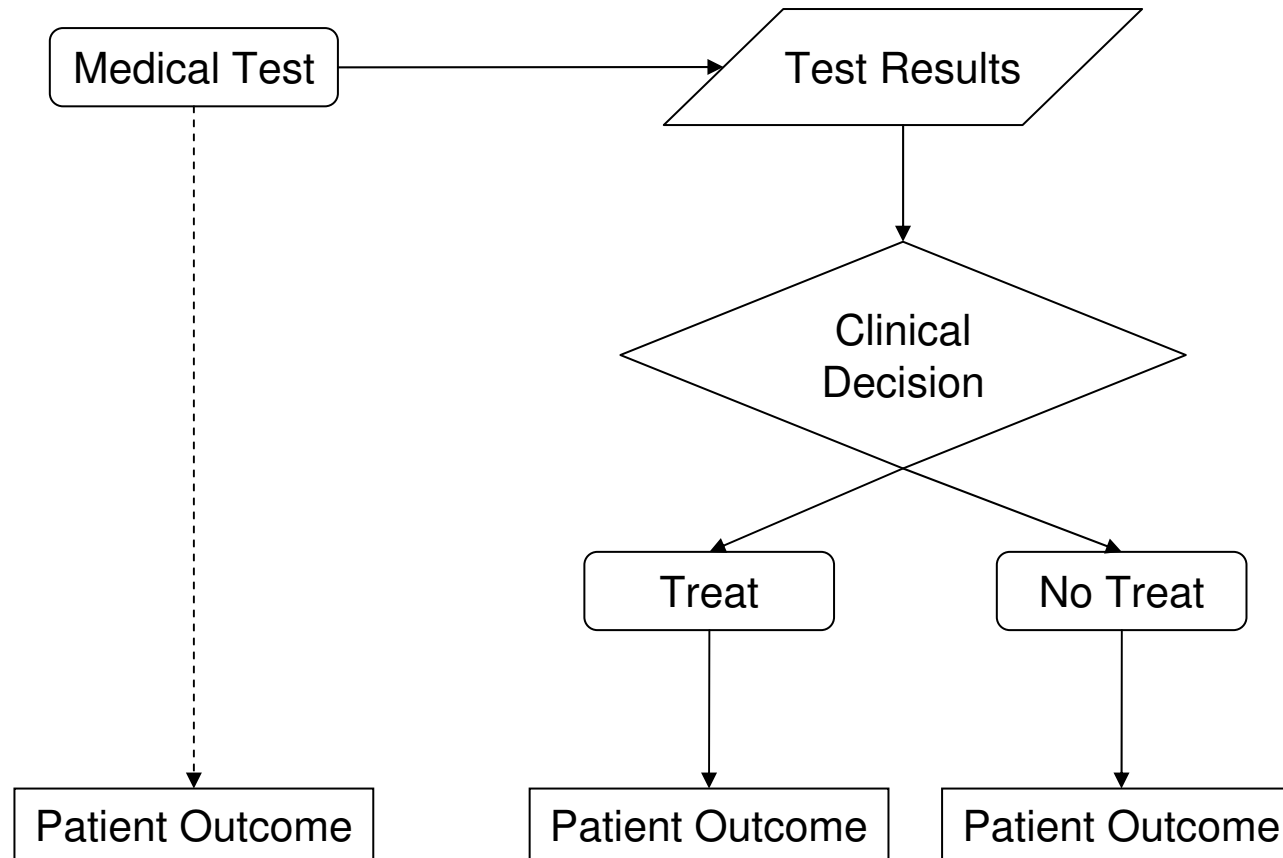 Medical Test
Test Results
Clinical
Decision
Treat
No Treat
Patient Outcome
Patient Outcome
Patient Outcome